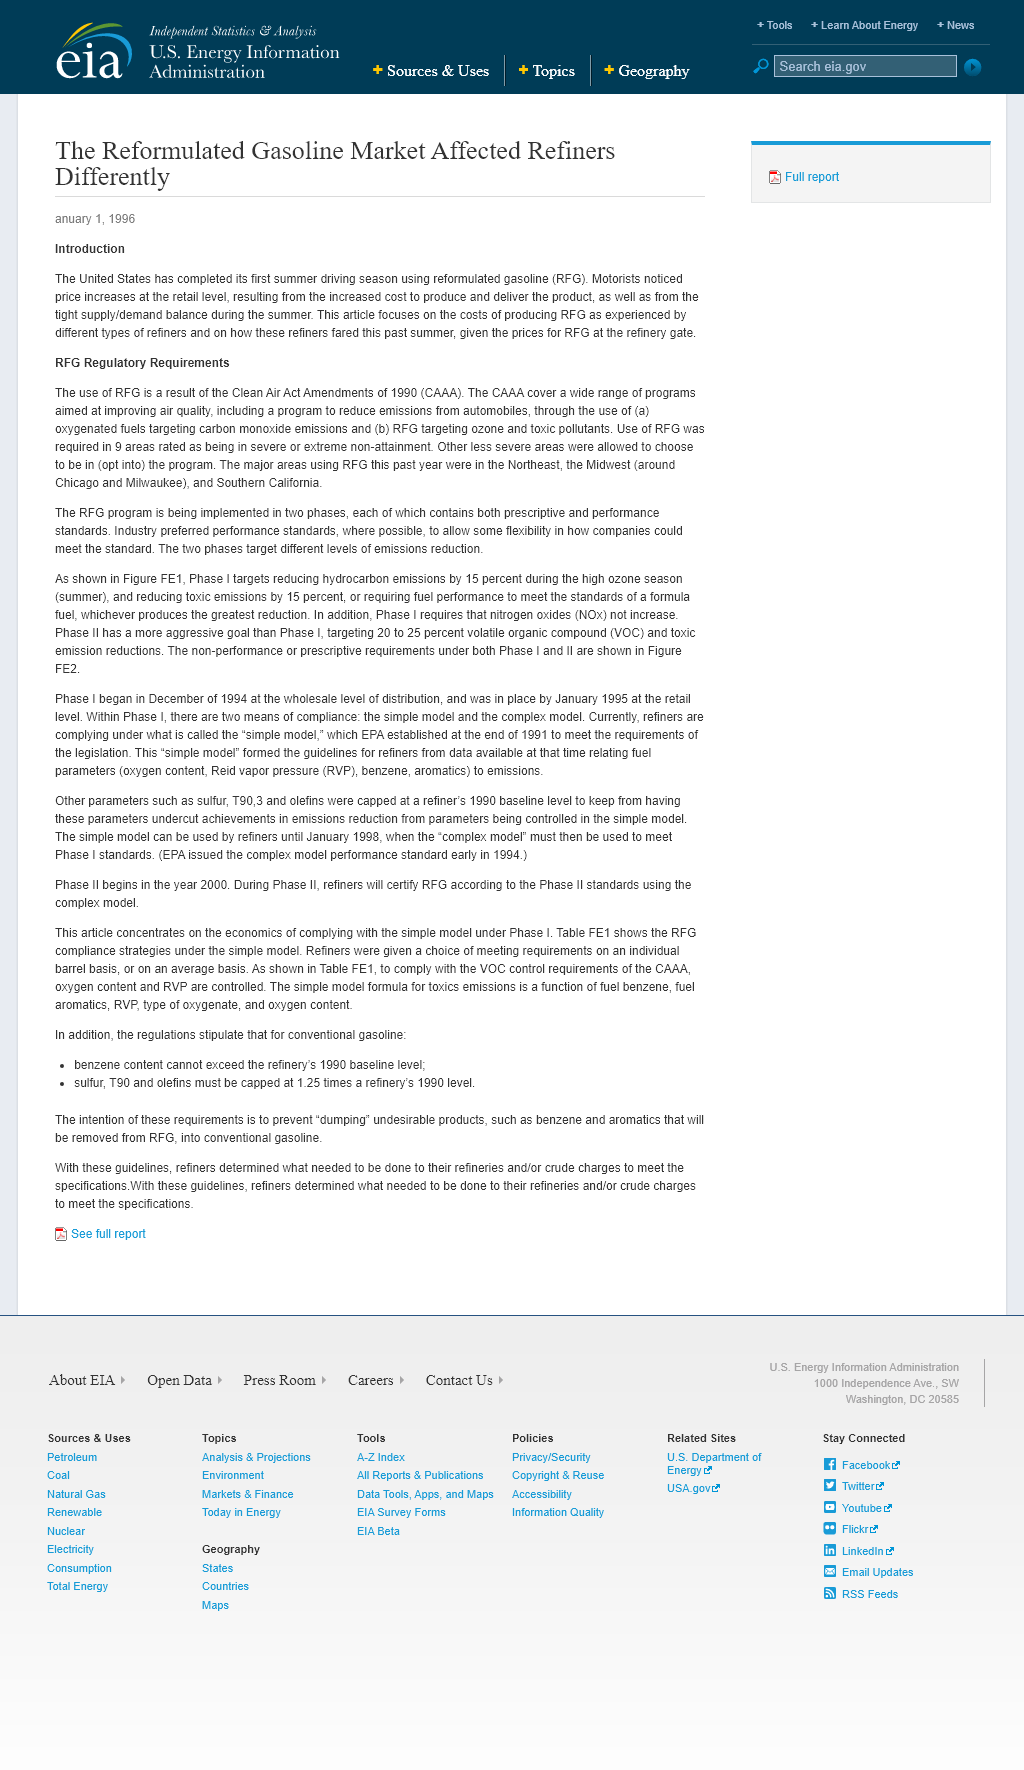 Independent Statistics & Analysis
U.S. Energy Information
Administration
eia
+ Tools
+ Learn About Energy
+ News
+ Sources & Uses
+ Topics
+ Geography
Search eia.gov
The Reformulated Gasoline Market Affected Refiners
Differently
Full report
anuary 1, 1996
Introduction
The United States has completed its first summer driving season using reformulated gasoline (RFG). Motorists noticed
price increases at the retail level, resulting from the increased cost to produce and deliver the product, as well as from the
tight supply/demand balance during the summer. This article focuses on the costs of producing RFG as experienced by
different types of refiners and on how these refiners fared this past summer, given the prices for RFG at the refinery gate.
RFG Regulatory Requirements
The use of RFG is a result of the Clean Air Act Amendments of 1990 (CAAA). The CAAA cover a wide range of programs
aimed at improving air quality, including a program to reduce emissions from automobiles, through the use of (a)
oxygenated fuels targeting carbon monoxide emissions and (b) RFG targeting ozone and toxic pollutants. Use of RFG was
required in 9 areas rated as being in severe or extreme non-attainment. Other less severe areas were allowed to choose
to be in (opt into) the program. The major areas using RFG this past year were in the Northeast, the Midwest (around
Chicago and Milwaukee), and Southern California.
The RFG program is being implemented in two phases, each of which contains both prescriptive and performance
standards. Industry preferred performance standards, where possible, to allow some flexibility in how companies could
meet the standard. The two phases target different levels of emissions reduction.
As shown in Figure FE1, Phase I targets reducing hydrocarbon emissions by 15 percent during the high ozone season
(summer), and reducing toxic emissions by 15 percent, or requiring fuel performance to meet the standards of a formula
fuel, whichever produces the greatest reduction. In addition, Phase I requires that nitrogen oxides (NOx) not increase.
Phase II has a more aggressive goal than Phase I, targeting 20 to 25 percent volatile organic compound (VOC) and toxic
emission reductions. The non-performance or prescriptive requirements under both Phase I and II are shown in Figure
FE2.
Phase I began in December of 1994 at the wholesale level of distribution, and was in place by January 1995 at the retail
level. Within Phase I, there are two means of compliance: the simple model and the complex model. Currently, refiners are
complying under what is called the “simple model,” which EPA established at the end of 1991 to meet the requirements of
the legislation. This “simple model” formed the guidelines for refiners from data available at that time relating fuel
parameters (oxygen content, Reid vapor pressure (RVP), benzene, aromatics) to emissions.
Other parameters such as sulfur, T90,3 and olefins were capped at a refiner’s 1990 baseline level to keep from having
these parameters undercut achievements in emissions reduction from parameters being controlled in the simple model.
The simple model can be used by refiners until January 1998, when the “complex model” must then be used to meet
Phase I standards. (EPA issued the complex model performance standard early in 1994.)
Phase II begins in the year 2000. During Phase II, refiners will certify RFG according to the Phase II standards using the
complex model.
This article concentrates on the economics of complying with the simple model under Phase I. Table FE1 shows the RFG
compliance strategies under the simple model. Refiners were given a choice of meeting requirements on an individual
barrel basis, or on an average basis. As shown in Table FE1, to comply with the VOC control requirements of the CAAA,
oxygen content and RVP are controlled. The simple model formula for toxics emissions is a function of fuel benzene, fuel
aromatics, RVP, type of oxygenate, and oxygen content.
In addition, the regulations stipulate that for conventional gasoline:
• benzene content cannot exceed the refinery’s 1990 baseline level;
• sulfur, T90 and olefins must be capped at 1.25 times a refinery’s 1990 level.
The intention of these requirements is to prevent “dumping” undesirable products, such as benzene and aromatics that will
be removed from RFG, into conventional gasoline.
With these guidelines, refiners determined what needed to be done to their refineries and/or crude charges to meet the
specifications.With these guidelines, refiners determined what needed to be done to their refineries and/or crude charges
to meet the specifications.
See full report
About EIA
Open Data
Press Room
Careers
Contact Us
U.S. Energy Information Administration
1000 Independence Ave., SW
Washington, DC 20585
Sources & Uses
Petroleum
Coal
Natural Gas
Renewable
Nuclear
Electricity
Consumption
Total Energy
Topics
Analysis & Projections
Environment
Markets & Finance
Today in Energy
Geography
States
Countries
Maps
Tools
A-Z Index
All Reports & Publications
Data Tools, Apps, and Maps
EIA Survey Forms
EIA Beta
Policies
Privacy/Security
Copyright & Reuse
Accessibility
Information Quality
Related Sites
U.S. Department of
Energy
USA.gov
Stay Connected
Facebook
Twitter
Youtube
Flickr
LinkedIn
Email Updates
RSS Feeds